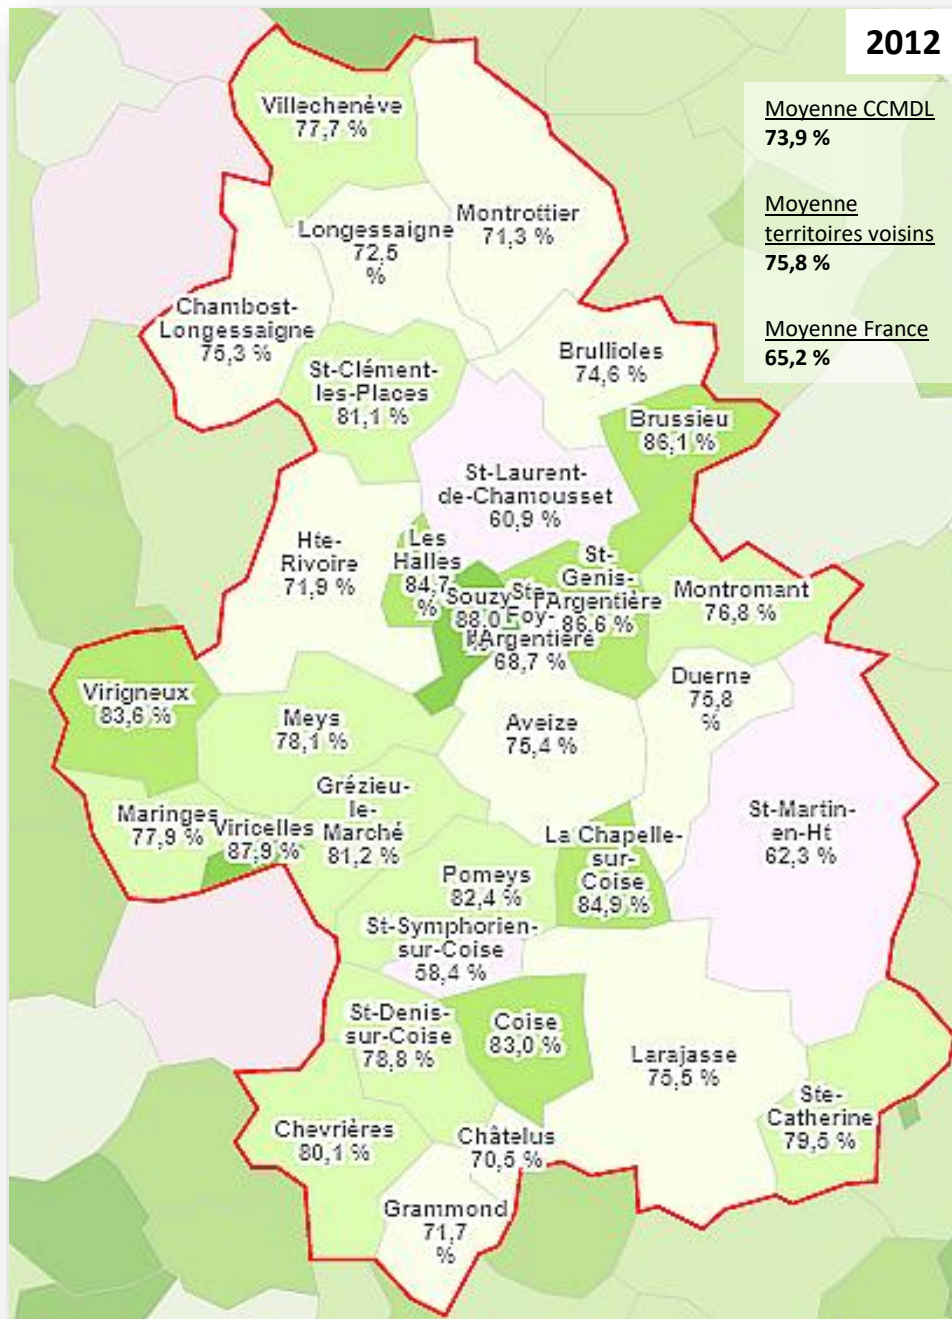 2012
Moyenne CCMDL
73,9 %
Moyenne
territoires voisins
75,8 %
Moyenne France
65,2 %
Villechenève
77,7 %
Montrottier
71,3 %
Longessaigne
72,5
%
Chambost-
Longessaigne
75,3 %
Brullioles
74,6 %
St-Clément-
les-Places
81,1 %
Brussieu
86,1 %
St-Laurent-
de-Chamousset
60,9 %
Hte-
Rivoire
71,9 %
Les
Halles
84,7
%
Souzy
88,0
%
Ste-
Foy-
l'Argentière
68,7 %
St-
Genis-
l'Argentière
86,6 %
Montromant
76,8 %
Duerne
75,8
%
Virigneux
83,6 %
Meys
78,1 %
Aveize
75,4 %
St-Martin-
en-Ht
62,3 %
Maringes
77,9 %
Viricelles
87,9 %
Grézieu-
le-
Marché
81,2 %
La Chapelle-
sur-
Coise
84,9 %
Pomeys
82,4 %
St-Symphorien-
sur-Coise
58,4 %
St-Denis-
sur-Coise
78,8 %
Coise
83,0 %
Larajasse
75,5 %
Ste-
Catherine
79,5 %
Chevrières
80,1 %
Châtelus
70,5 %
Grammond
71,7
%